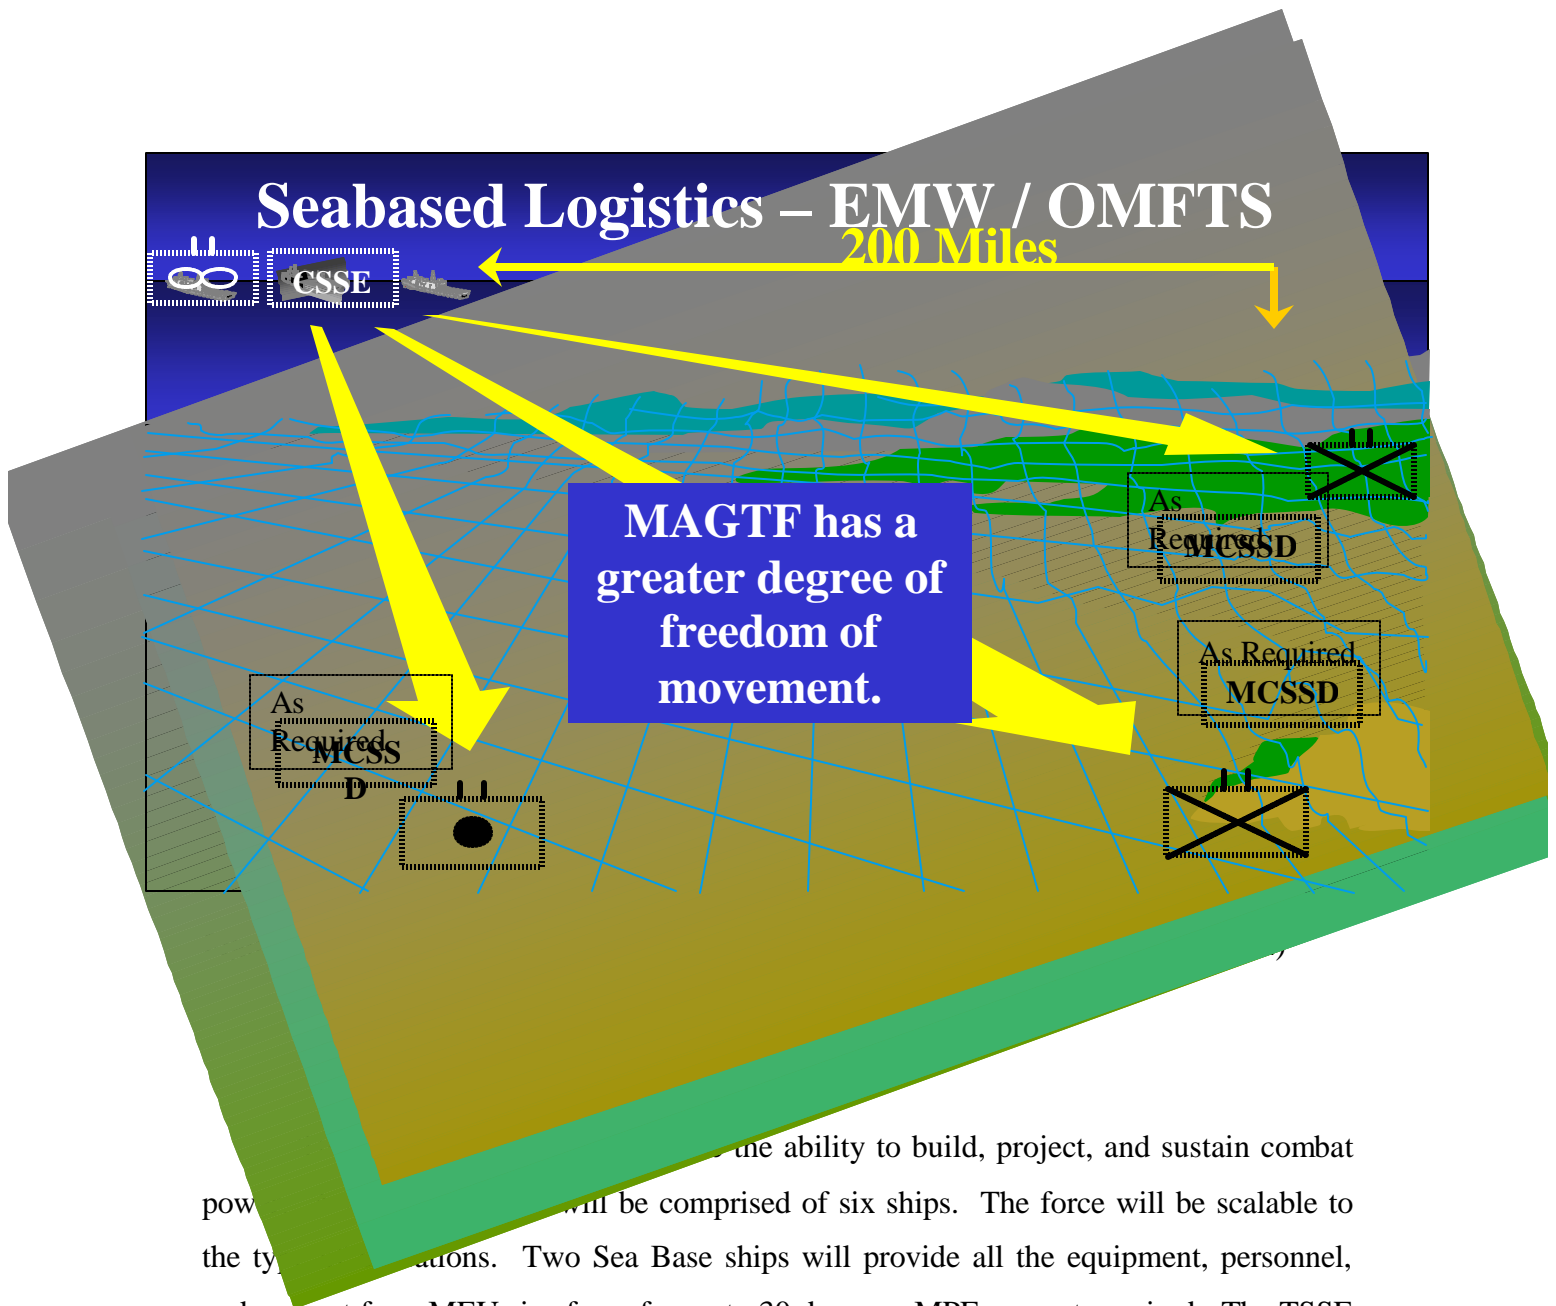 Seabased Logistics – EMW / OMFTS
200 Miles
CSSE
MAGTF has a
greater degree of
freedom of
movement.
As
Required
MCSSD
As Required
MCSSD
As
Required
MCSS
D
the ability to build, project, and sustain combat
will be comprised of six ships. The force will be scalable to
the Two Sea Base ships will provide all the equipment, personnel,